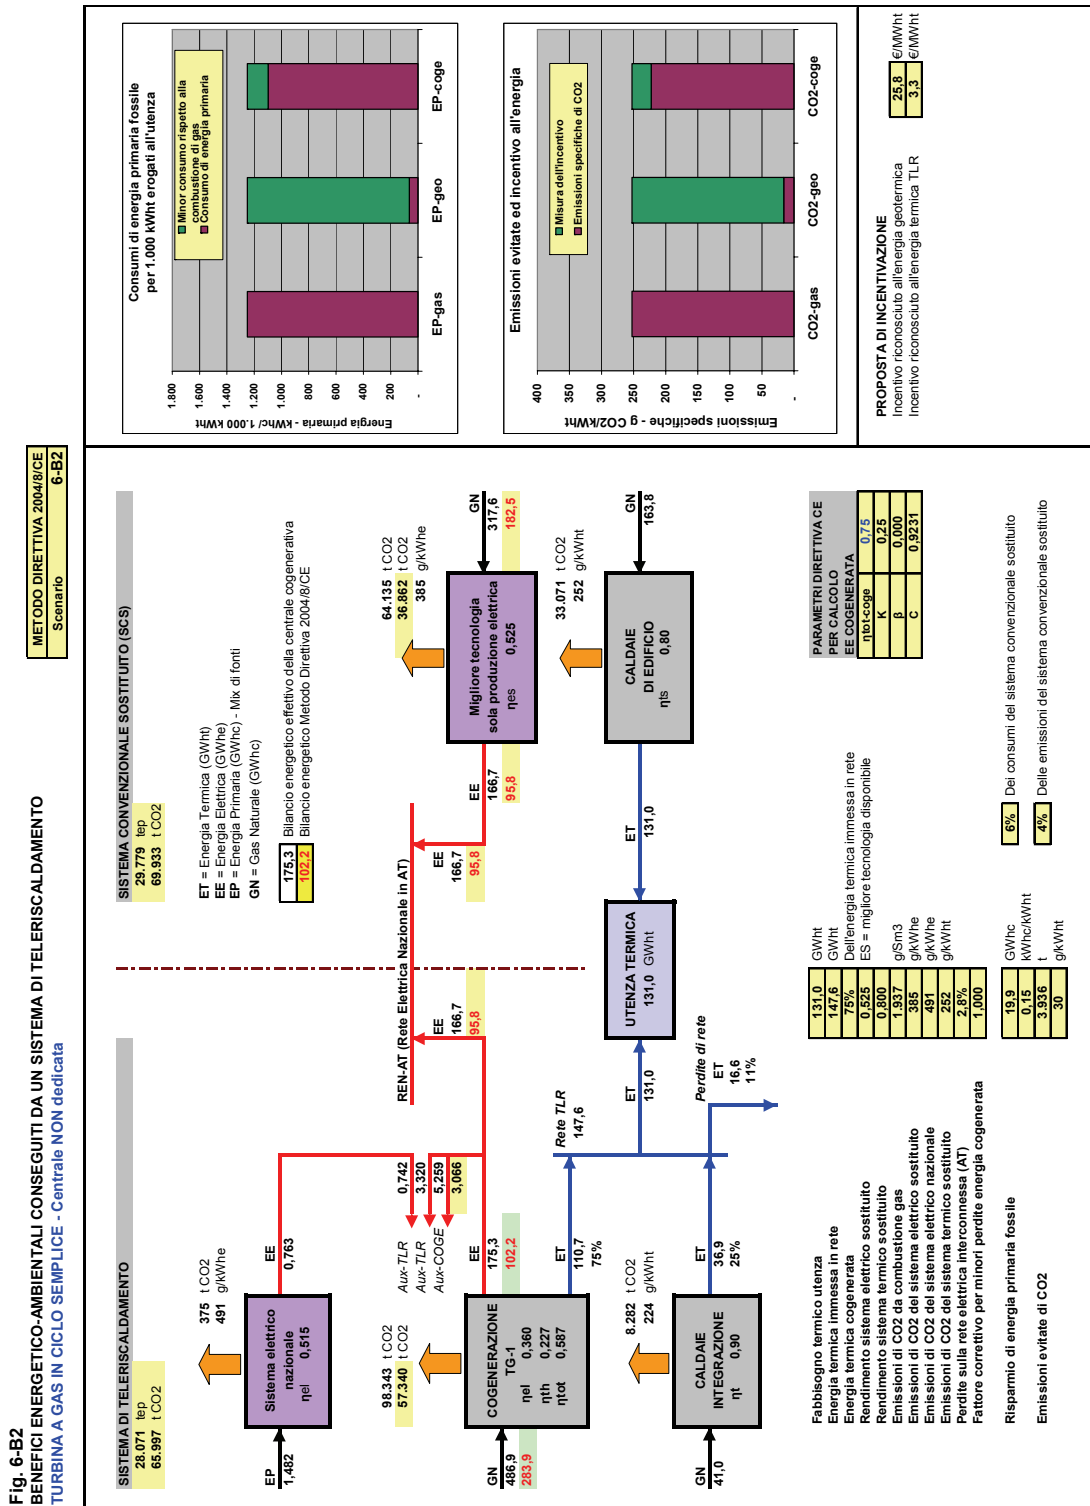 Fig. 6-B2
BENEFICI ENERGETICO-AMBIENTALI CONSEGUITI DA UN SISTEMA DI TELERISCALDAMENTO
TURBINA A GAS IN CICLO SEMPLICE - Centrale NON dedicata
METODO DIRETTIVA 2004/8/CE
Scenario 6-B2
SISTEMA DI TELERISCALDAMENTO
28.071 tep
65.997 t CO2
SISTEMA CONVENZIONALE SOSTITUITO (SCS)
29.779 tep
69.933 t CO2
ET = Energia Termica (GWht)
EE = Energia Elettrica (GWhe)
EP = Energia Primaria (GWhc) - Mix di fonti
GN = Gas Naturale (GWhc)
175,3 Bilancio energetico effettivo della centrale cogenerativa
102,2 Bilancio energetico Metodo Direttiva 2004/8/CE
375 t CO2
491 g/kWhe
EP
1,482
Sistema elettrico
nazionale
ηel 0,515
EE
0,763
REN-AT (Rete Elettrica Nazionale in AT)
Aux-TLR 0,742
Aux-TLR 3,320
Aux-COGE 5,259
3,066
98.343 t CO2
57.340 t CO2
GN
486,9
283,9
COGENERAZIONE
TG-1
ηel 0,360
ηth 0,227
ηtot 0,587
EE
175,3
102,2
EE
166,7
95,8
EE
166,7
95,8
EE
166,7
95,8
64.135 t CO2
36.862 t CO2
385 g/kWhe
Migliore tecnologia
sola produzione elettrica
ηes 0,525
GN
317,6
182,5
ET
110,7
75%
Rete TLR
147,6
ET
131,0
UTENZA TERMICA
131,0 GWht
ET
131,0
33.071 t CO2
252 g/kWht
CALDAIE
DI EDIFICIO
ηts 0,80
GN
163,8
8.282 t CO2
224 g/kWht
GN
41,0
CALDAIE
INTEGRAZIONE
ηt 0,90
ET
36,9
25%
Perdite di rete
ET
16,6
11%
Fabbisogno termico utenza 131,0 GWht
Energia termica immessa in rete 147,6 GWht
Energia termica cogenerata 75% Dell'energia termica immessa in rete
Rendimento sistema elettrico sostituito 0,525 ES = migliore tecnologia disponibile
Rendimento sistema termico sostituito 0,800
Emissioni di CO2 da combustione gas 1.937 g/Sm3
Emissioni di CO2 del sistema elettrico sostituito 385 g/kWhe
Emissioni di CO2 del sistema elettrico nazionale 491 g/kWhe
Emissioni di CO2 del sistema termico sostituito 252 g/kWht
Perdite sulla rete elettrica interconnessa (AT) 2,8%
Fattore correttivo per minori perdite energia cogenerata 1,000
Risparmio di energia primaria fossile 19,9 GWhc
0,15 kWhc/kWht
6% Dei consumi del sistema convenzionale sostituito
Emissioni evitate di CO2 3.936 t
30 g/kWht
4% Delle emissioni del sistema convenzionale sostituito
PARAMETRI DIRETTIVA CE
PER CALCOLO
EE COGENERATA
ηtot-coge 0,75
K 0,25
β 0,000
C 0,9231
Consumi di energia primaria fossile
per 1.000 kWht erogati all'utenza
Minor consumo rispetto alla
combustione di gas
Consumo di energia primaria
Energia primaria - kWhc/ 1.000 kWht
1.800
1.600
1.400
1.200
1.000
800
600
400
200
-
EP-gas
EP-geo
EP-coge
Emissioni evitate ed incentivo all'energia
Misura dell'incentivo
Emissioni specifiche di CO2
Emissioni specifiche - g CO2/kWht
400
350
300
250
200
150
100
50
-
CO2-gas
CO2-geo
CO2-coge
PROPOSTA DI INCENTIVAZIONE
Incentivo riconosciuto all'energia geotermica 25,8 €/MWht
Incentivo riconosciuto all'energia termica TLR 3,3 €/MWht